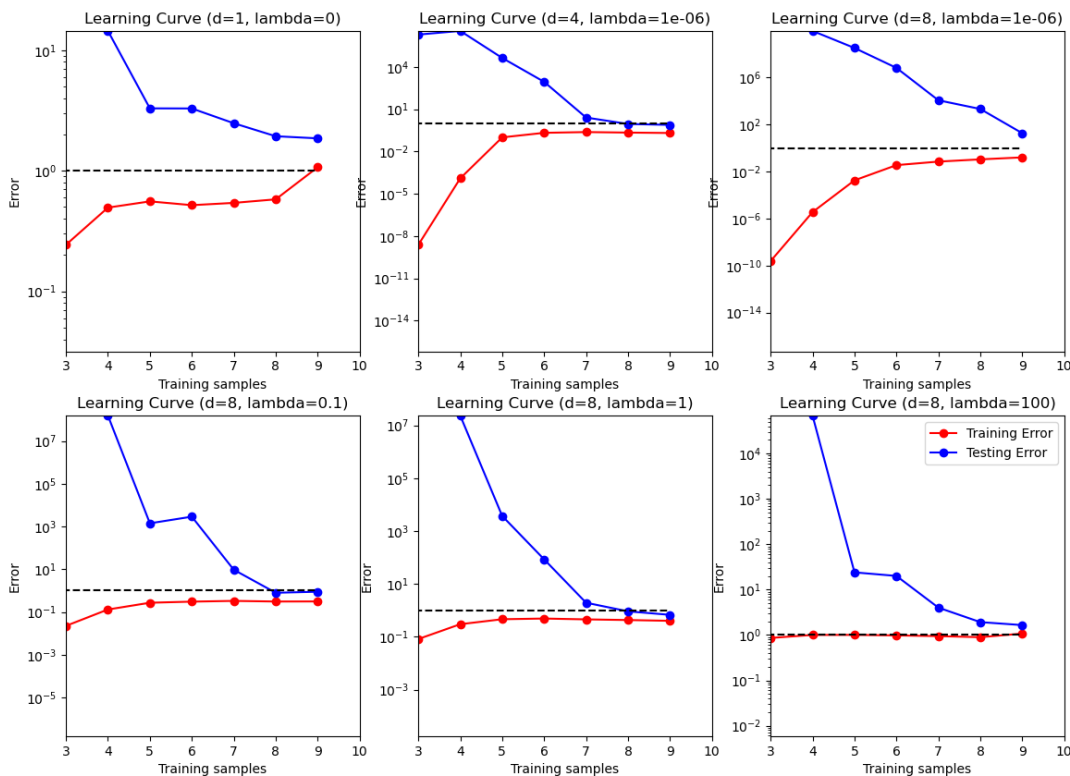 Learning Curve (d=1, lambda=0)
10^1
10^0
10^-1
Error
3 4 5 6 7 8 9 10
Training samples
Learning Curve (d=4, lambda=1e-06)
10^4
10^1
10^-2
10^-5
10^-8
10^-11
10^-14
Error
3 4 5 6 7 8 9 10
Training samples
Learning Curve (d=8, lambda=1e-06)
10^6
10^2
10^-2
10^-6
10^-10
10^-14
Error
3 4 5 6 7 8 9 10
Training samples
Learning Curve (d=8, lambda=0.1)
10^7
10^5
10^3
10^1
10^-1
10^-3
10^-5
Error
3 4 5 6 7 8 9 10
Training samples
Learning Curve (d=8, lambda=1)
10^7
10^5
10^3
10^1
10^-1
10^-3
Error
3 4 5 6 7 8 9 10
Training samples
Learning Curve (d=8, lambda=100)
Training Error
Testing Error
10^4
10^3
10^2
10^1
10^0
10^-1
10^-2
Error
3 4 5 6 7 8 9 10
Training samples